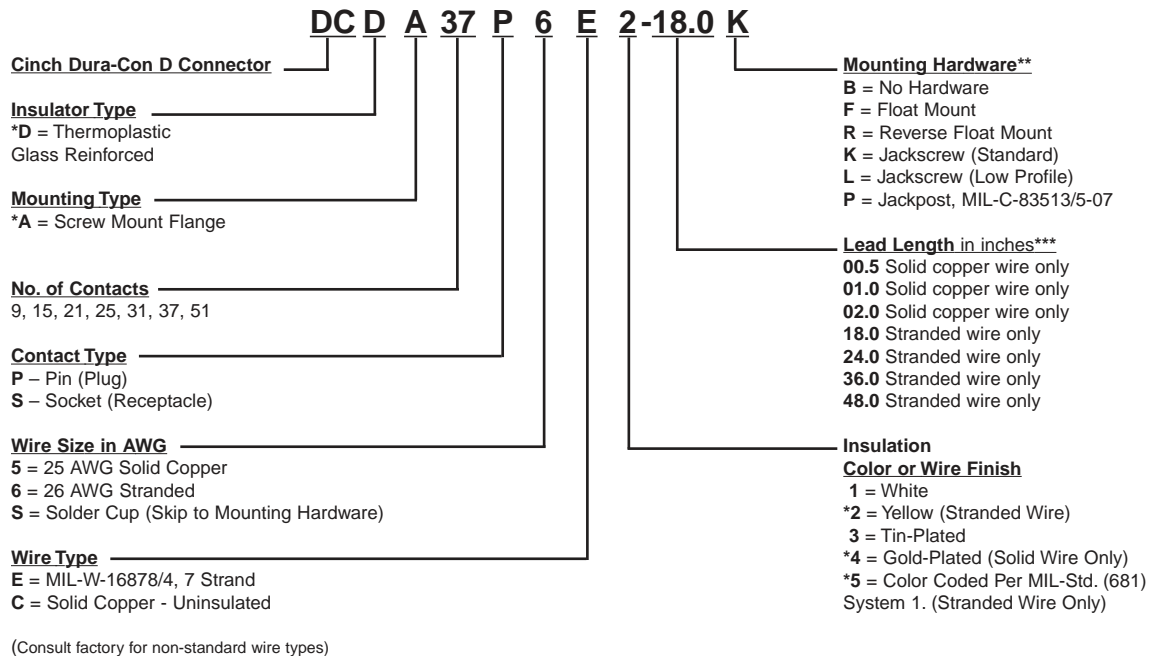 DC D A 37 P 6 E 2-18.0 K
Cinch Dura-Con D Connector
Insulator Type
*D = Thermoplastic
Glass Reinforced
Mounting Type
*A = Screw Mount Flange
No. of Contacts
9, 15, 21, 25, 31, 37, 51
Contact Type
P – Pin (Plug)
S – Socket (Receptacle)
Wire Size in AWG
5 = 25 AWG Solid Copper
6 = 26 AWG Stranded
S = Solder Cup (Skip to Mounting Hardware)
Wire Type
E = MIL-W-16878/4, 7 Strand
C = Solid Copper - Uninsulated
(Consult factory for non-standard wire types)
Mounting Hardware**
B = No Hardware
F = Float Mount
R = Reverse Float Mount
K = Jackscrew (Standard)
L = Jackscrew (Low Profile)
P = Jackpost, MIL-C-83513/5-07
Lead Length in inches***
00.5 Solid copper wire only
01.0 Solid copper wire only
02.0 Solid copper wire only
18.0 Stranded wire only
24.0 Stranded wire only
36.0 Stranded wire only
48.0 Stranded wire only
Insulation
Color or Wire Finish
1 = White
*2 = Yellow (Stranded Wire)
3 = Tin-Plated
*4 = Gold-Plated (Solid Wire Only)
*5 = Color Coded Per MIL-Std. (681)
System 1. (Stranded Wire Only)